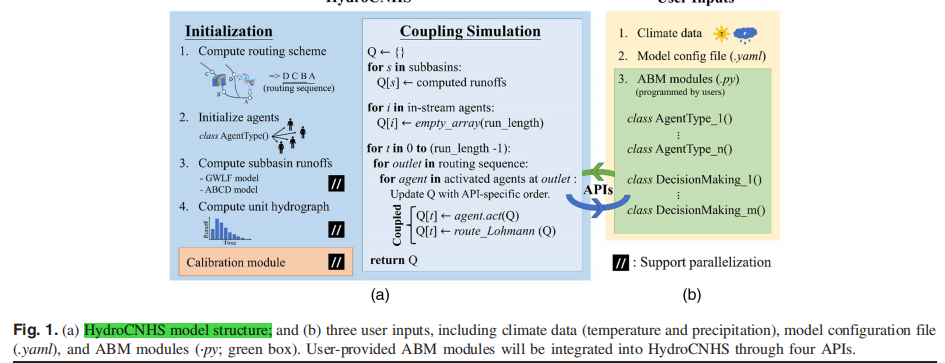 HydroCNHS
User Inputs
Initialization
1. Compute routing scheme
C
D
B
A
=> D C B A
(routing sequence)
2. Initialize agents
class AgentType()
3. Compute subbasin runoffs
- GWLF model
- ABCD model
//
4. Compute unit hydrograph
Runoff
Time
//
Calibration module
//
Coupling Simulation
Q ← {}
for s in subbasins:
Q[s] ← computed runoffs
for i in in-stream agents:
Q[i] ← empty_array(run_length)
for t in 0 to (run_length -1):
for outlet in routing sequence:
for agent in activated agents at outlet :
Update Q with API-specific order.
Coupled
Q[t] ← agent.act(Q)
Q[t] ← route_Lohmann (Q)
return Q
APIs
1. Climate data
T
P
2. Model config file (.yaml)
3. ABM modules (.py)
(programmed by users)
class AgentType_1()
⋮
class AgentType_n()
class DecisionMaking_1()
⋮
class DecisionMaking_m()
// : Support parallelization
(a)
(b)
Fig. 1. (a) HydroCNHS model structure; and (b) three user inputs, including climate data (temperature and precipitation), model configuration file
(.yaml), and ABM modules (·py; green box). User-provided ABM modules will be integrated into HydroCNHS through four APIs.